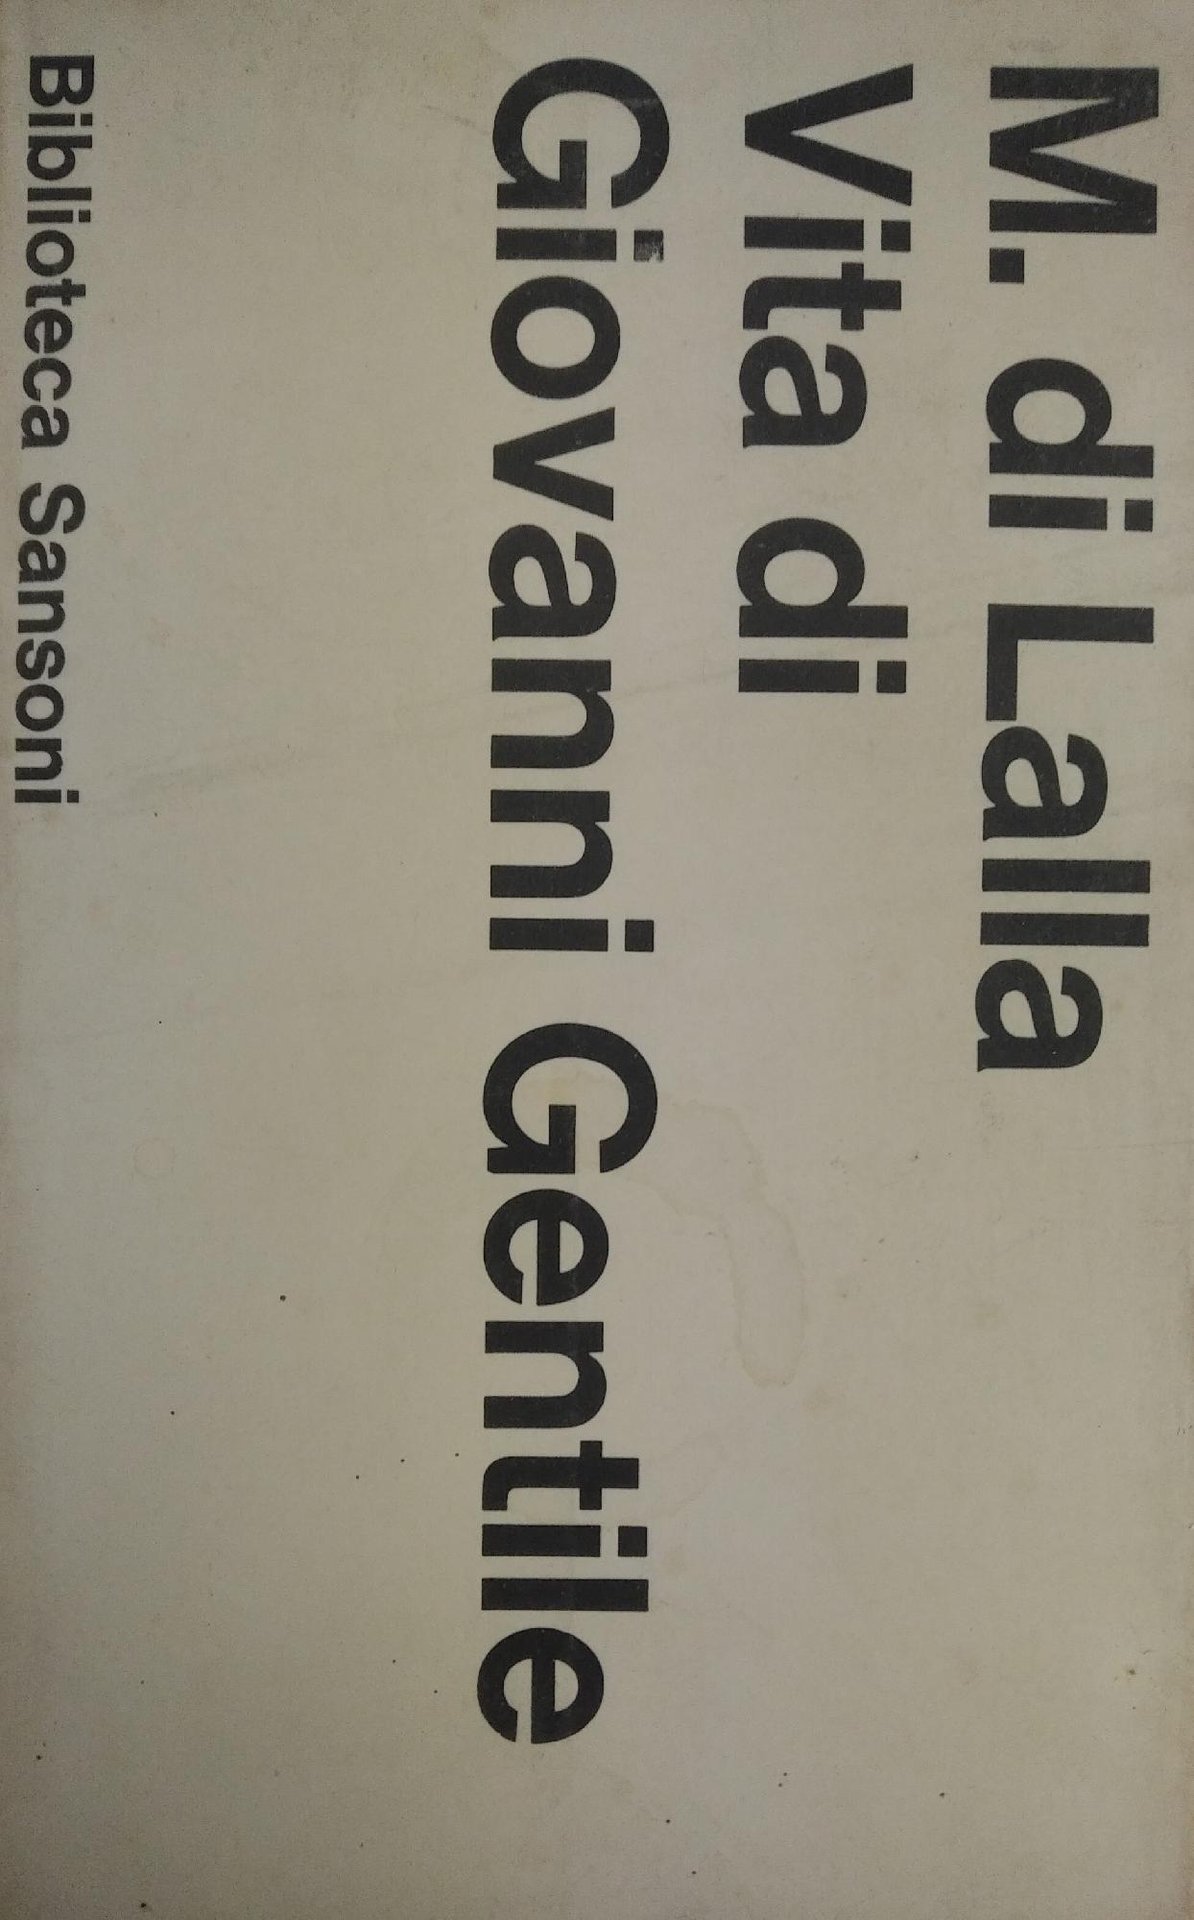 M. di Lalla
Vita di
Giovanni Gentile
Biblioteca Sansoni